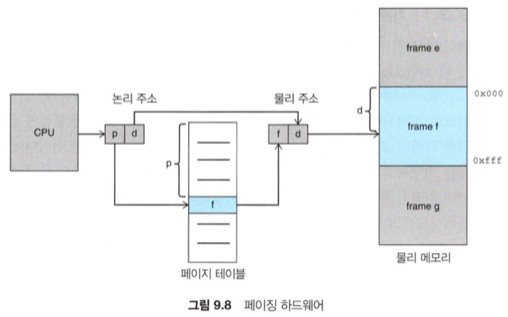 frame e
논리 주소
물리 주소
0x000
CPU
p d
f d
d
frame f
p
0xfff
f
frame g
페이지 테이블
물리 메모리
그림 9.8 페이징 하드웨어